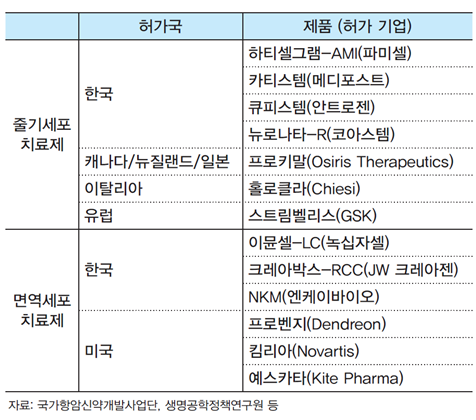 허가국 제품 (허가 기업)
줄기세포 치료제
한국
하티셀그램-AMI(파미셀)
카티스템(메디포스트)
큐피스템(안트로젠)
뉴로나타-R(코아스템)
캐나다/뉴질랜드/일본 프로키말(Osiris Therapeutics)
이탈리아 홀로클라(Chiesi)
유럽 스트림벨리스(GSK)
면역세포 치료제
한국
이뮨셀-LC(녹십자셀)
크레아박스-RCC(JW 크레아젠)
NKM(엔케이바이오)
미국
프로벤지(Dendreon)
킴리아(Novartis)
예스카타(Kite Pharma)
자료: 국가항암신약개발사업단, 생명공학정책연구원 등